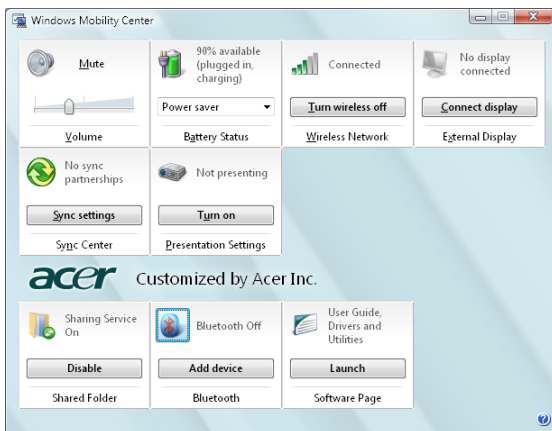 Windows Mobility Center
Mute
Volume
90% available
(plugged in,
charging)
Power saver
Battery Status
Connected
Turn wireless off
Wireless Network
No display
connected
Connect display
External Display
No sync
partnerships
Sync settings
Sync Center
Not presenting
Turn on
Presentation Settings
acer Customized by Acer Inc.
Sharing Service
On
Disable
Shared Folder
Bluetooth Off
Add device
Bluetooth
User Guide,
Drivers and
Utilities
Launch
Software Page